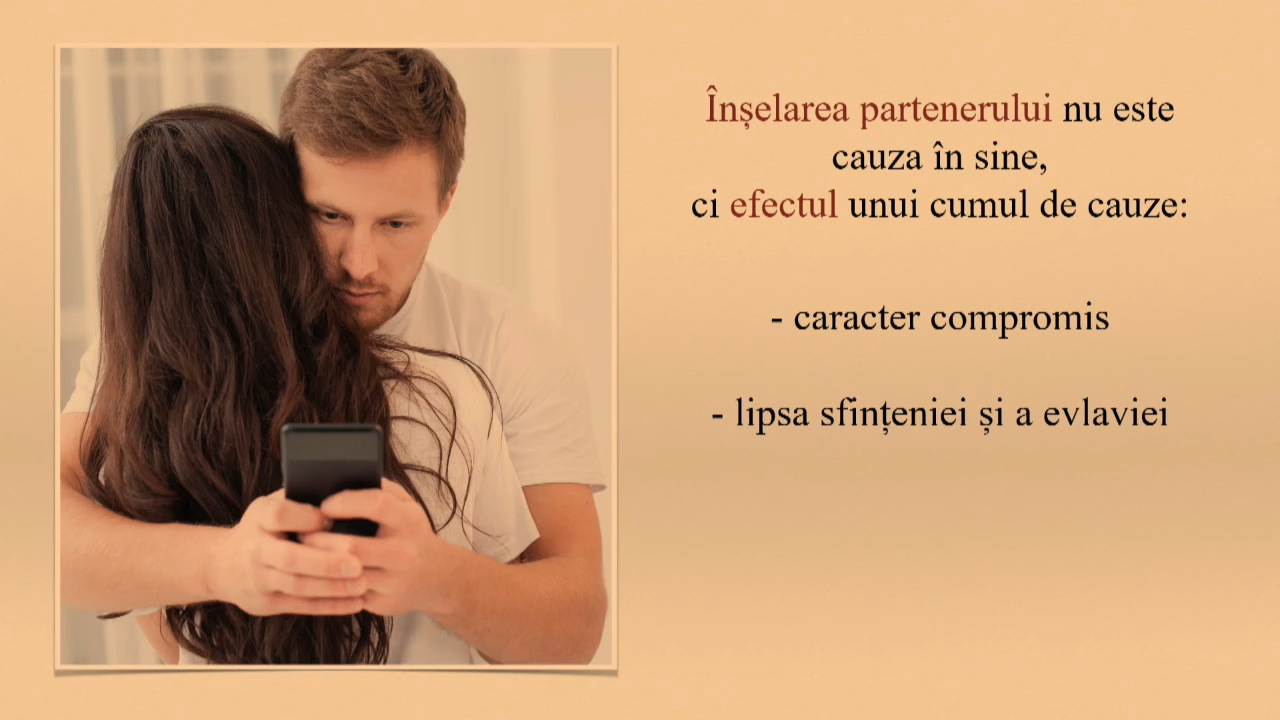 Înșelarea partenerului nu este
cauza în sine,
ci efectul unui cumul de cauze:
- caracter compromis
- lipsa sfințeniei și a evlaviei